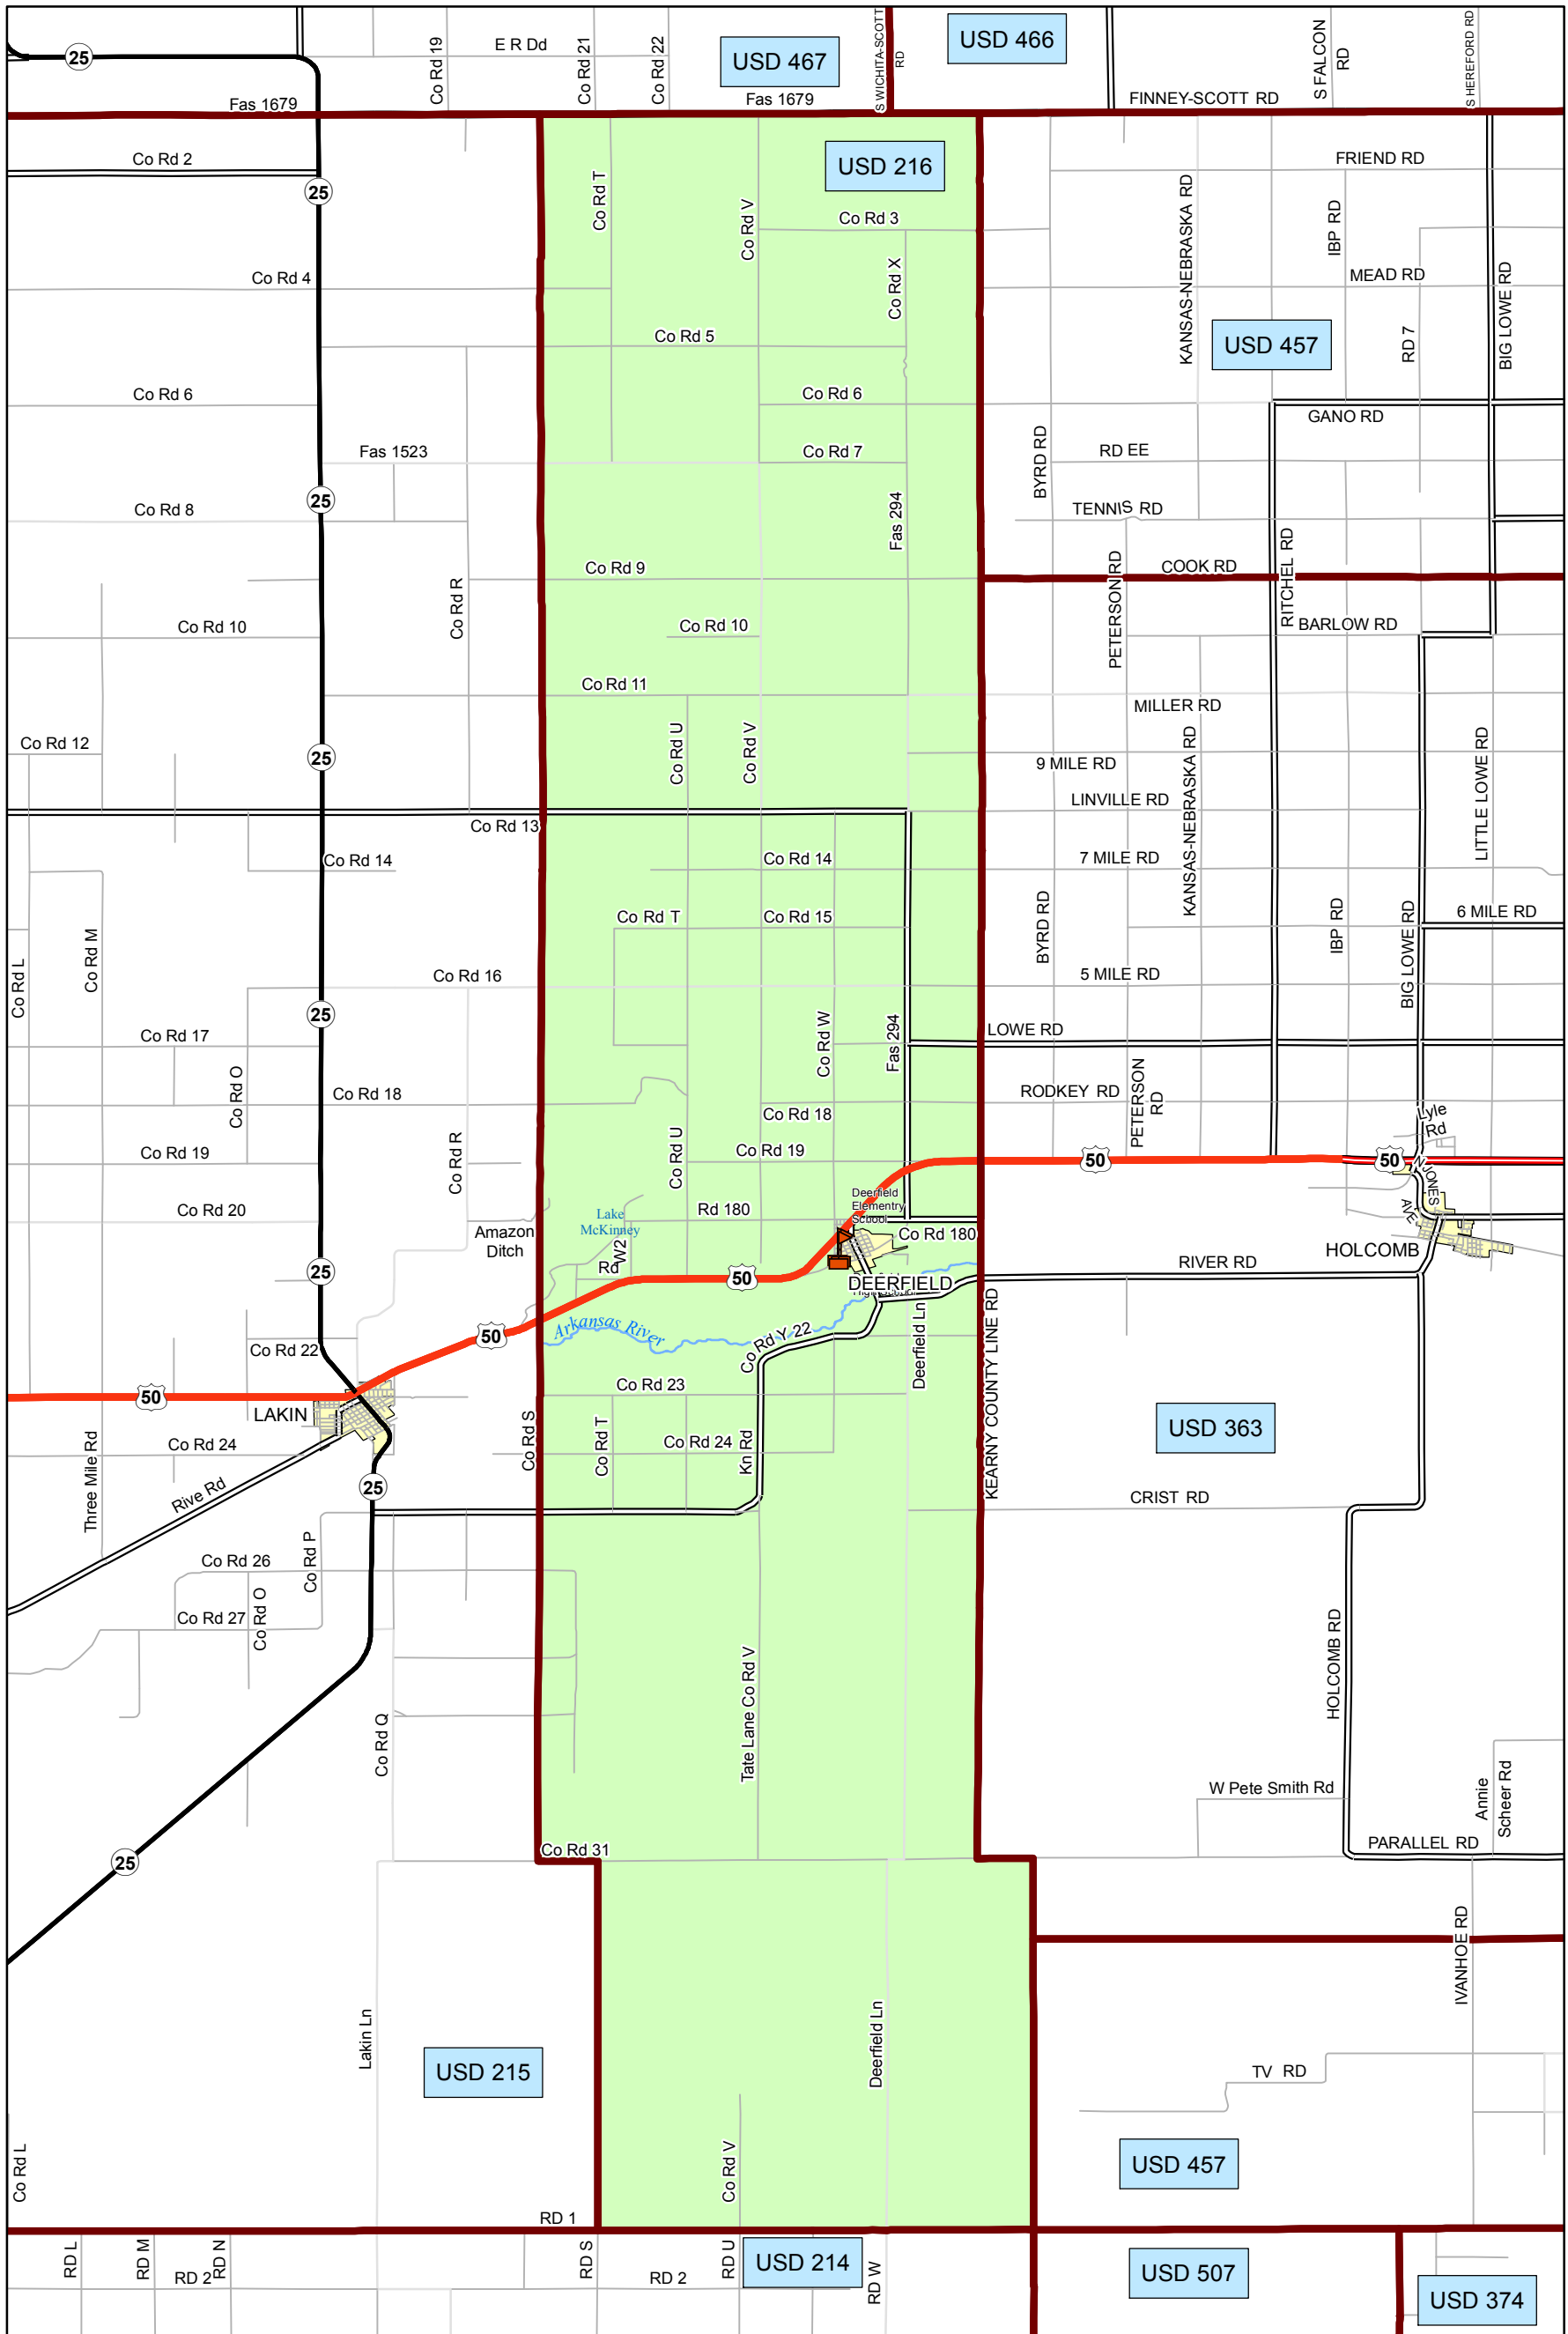 25
Co Rd 19
E R Dd
Co Rd 21
Co Rd 22
USD 467
S WICHITA-SCOTT
RD
USD 466
S FALCON
RD
S HEREFORD RD
Fas 1679
Fas 1679
FINNEY-SCOTT RD
Co Rd 2
25
Co Rd T
Co Rd V
USD 216
Co Rd 3
KANSAS-NEBRASKA RD
FRIEND RD
IBP RD
Co Rd 4
Co Rd X
MEAD RD
BIG LOWE RD
Co Rd 5
USD 457
RD 7
Co Rd 6
Co Rd 6
GANO RD
Fas 1523
Co Rd 7
BYRD RD
RD EE
25
Co Rd 8
Fas 294
TENNIS RD
Co Rd 9
PETERSON RD
COOK RD
RITCHEL RD
Co Rd R
Co Rd 10
Co Rd 10
BARLOW RD
Co Rd 11
MILLER RD
Co Rd 12
25
Co Rd U
Co Rd V
9 MILE RD
KANSAS-NEBRASKA RD
LITTLE LOWE RD
Co Rd 13
LINVILLE RD
Co Rd 14
Co Rd 14
7 MILE RD
Co Rd T
Co Rd 15
BYRD RD
IBP RD
BIG LOWE RD
6 MILE RD
Co Rd L
Co Rd M
Co Rd 16
5 MILE RD
25
Co Rd 17
Co Rd W
Fas 294
LOWE RD
Co Rd O
Co Rd 18
Co Rd 18
RODKEY RD
PETERSON
RD
Lyle
Rd
Co Rd 19
Co Rd R
Co Rd U
Co Rd 19
50
50
N JONES
AVE
Co Rd 20
Amazon
Ditch
Lake
McKinney
Rd 180
Deerfield
Elementry
School
Co Rd 180
HOLCOMB
Rd
W2
25
50
DEERFIELD
RIVER RD
50
Arkansas River
Co Rd Y 22
Deerfield Ln
KEARNY COUNTY LINE RD
Co Rd 22
50
LAKIN
Co Rd 23
USD 363
Three Mile Rd
Co Rd 24
Co Rd S
Co Rd T
Co Rd 24
Kn Rd
Rive Rd
25
CRIST RD
Co Rd P
Co Rd 26
Co Rd O
Co Rd 27
HOLCOMB RD
Co Rd Q
Tate Lane Co Rd V
W Pete Smith Rd
Annie
Scheer Rd
25
Co Rd 31
PARALLEL RD
IVANHOE RD
Lakin Ln
USD 215
Deerfield Ln
TV RD
Co Rd L
Co Rd V
USD 457
RD 1
RD L
RD M
RD N
RD 2
RD S
RD 2
RD U
USD 214
RD W
USD 507
USD 374